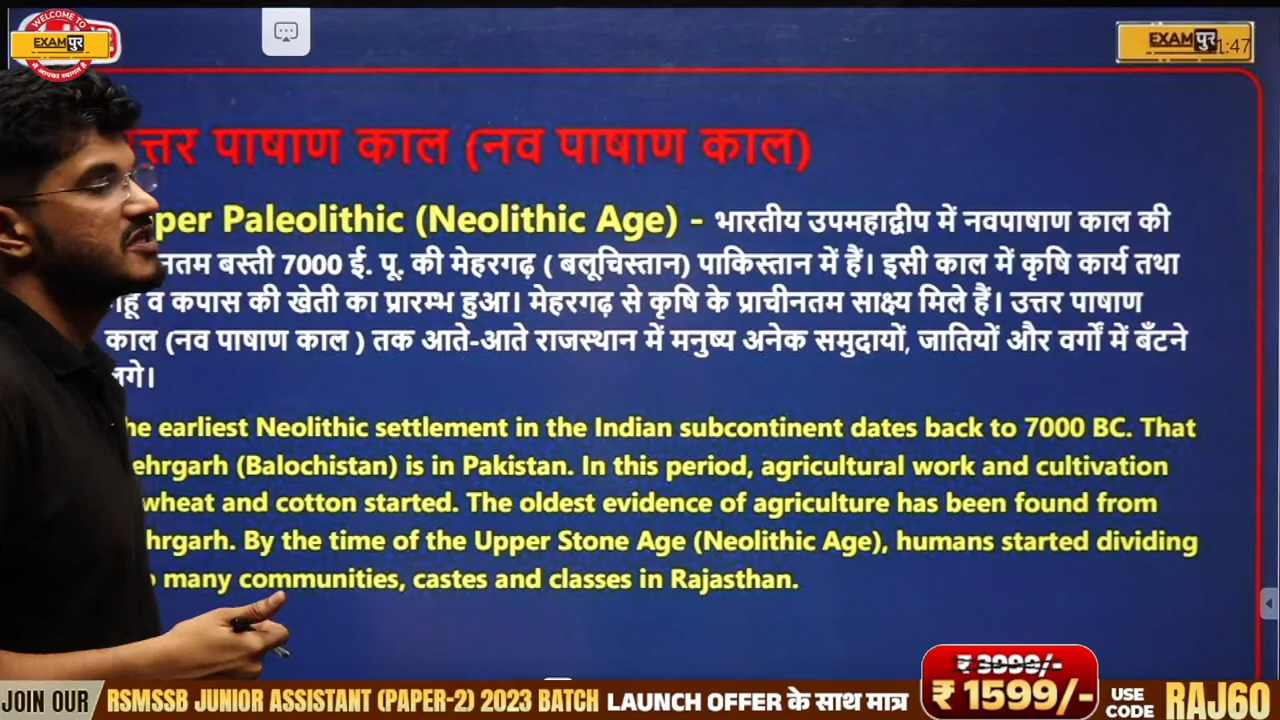 WELCOME TO
EXAMपुर
में आपका स्वागत है
EXAMपुर
1:47
त्तर पाषाण काल (नव पाषाण काल)
per Paleolithic (Neolithic Age) - भारतीय उपमहाद्वीप में नवपाषाण काल की
नतम बस्ती 7000 ई. पू. की मेहरगढ़ ( बलूचिस्तान) पाकिस्तान में हैं। इसी काल में कृषि कार्य तथा
व कपास की खेती का प्रारम्भ हुआ। मेहरगढ़ से कृषि के प्राचीनतम साक्ष्य मिले हैं। उत्तर पाषाण
काल (नव पाषाण काल ) तक आते-आते राजस्थान में मनुष्य अनेक समुदायों, जातियों और वर्गों में बँटने
लगे।
he earliest Neolithic settlement in the Indian subcontinent dates back to 7000 BC. That
ehrgarh (Balochistan) is in Pakistan. In this period, agricultural work and cultivation
wheat and cotton started. The oldest evidence of agriculture has been found from
hrgarh. By the time of the Upper Stone Age (Neolithic Age), humans started dividing
many communities, castes and classes in Rajasthan.
JOIN OUR RSMSSB JUNIOR ASSISTANT (PAPER-2) 2023 BATCH LAUNCH OFFER के साथ मात्र
₹ 3999/-
₹ 1599/-
USE
CODE
RAJ60